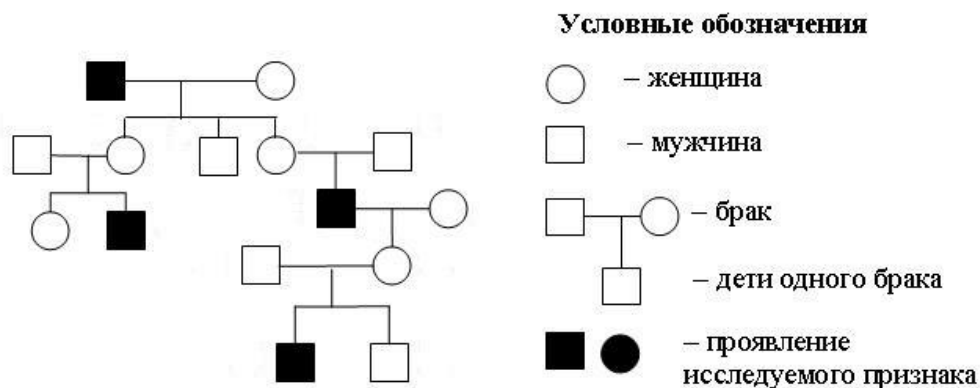 Условные обозначения
– женщина
– мужчина
– брак
– дети одного брака
– проявление
исследуемого признака